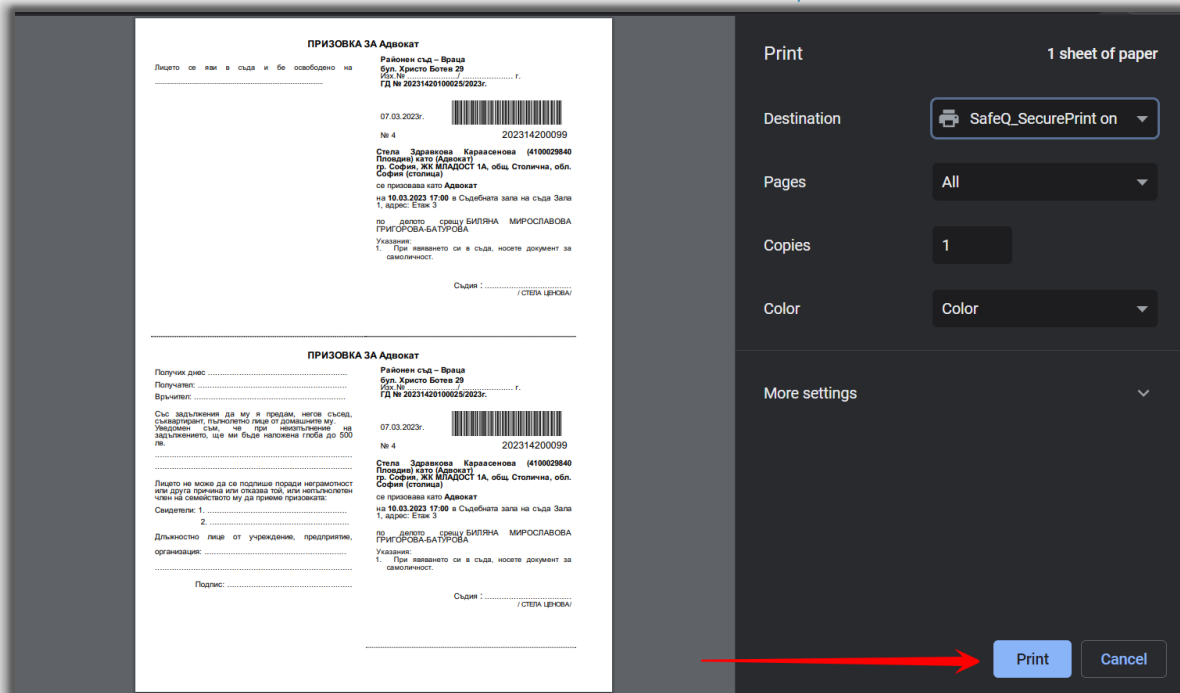 ПРИЗОВКА ЗА Адвокат
Лицето се яви в съда и бе освободено на
......................................................................
Районен съд – Враца
бул. Христо Ботев 29
Изх.№ ...................../ ..................... г.
ГД № 20231420100025/2023г.
07.03.2023г.
№ 4 202314200099
Стела Здравкова Караасенова (4100029840
Пловдив) като (Адвокат)
гр. София, ЖК МЛАДОСТ 1А, общ. Столична, обл.
София (столица)
се призовава като Адвокат
на 10.03.2023 17:00 в Съдебната зала на съда Зала
1, адрес: Етаж 3
по делото срещу БИЛЯНА МИРОСЛАВОВА
ГРИГОРОВА-БАТУРОВА
Указания:
1. При явяването си в съда, носете документ за
самоличност.
Съдия : ....................................
/ СТЕЛА ЦЕНОВА/
ПРИЗОВКА ЗА Адвокат
Получих днес ..........................................................
Получател: ..............................................................
Връчител: ...............................................................
Със задължения да му я предам, негов съсед,
съквартирант, пълнолетно лице от домашните му.
Уведомен съм, че при неизпълнение на
задължението, ще ми бъде наложена глоба до 500
лв.
..................................................................................
..................................................................................
Лицето не може да се подпише поради неграмотност
или друга причина или отказва той, или непълнолетен
член на семейството му да приеме призовката:
Свидетели: 1. ..........................................................
2. ..........................................................
Длъжностно лице от учреждение, предприятие,
организация: ...........................................................
..................................................................................
Подпис: ....................................................
Районен съд – Враца
бул. Христо Ботев 29
Изх.№ ...................../ ..................... г.
ГД № 20231420100025/2023г.
07.03.2023г.
№ 4 202314200099
Стела Здравкова Караасенова (4100029840
Пловдив) като (Адвокат)
гр. София, ЖК МЛАДОСТ 1А, общ. Столична, обл.
София (столица)
се призовава като Адвокат
на 10.03.2023 17:00 в Съдебната зала на съда Зала
1, адрес: Етаж 3
по делото срещу БИЛЯНА МИРОСЛАВОВА
ГРИГОРОВА-БАТУРОВА
Указания:
1. При явяването си в съда, носете документ за
самоличност.
Съдия : ....................................
/ СТЕЛА ЦЕНОВА/
Print 1 sheet of paper
Destination SafeQ_SecurePrint on
Pages All
Copies 1
Color Color
More settings
Print Cancel